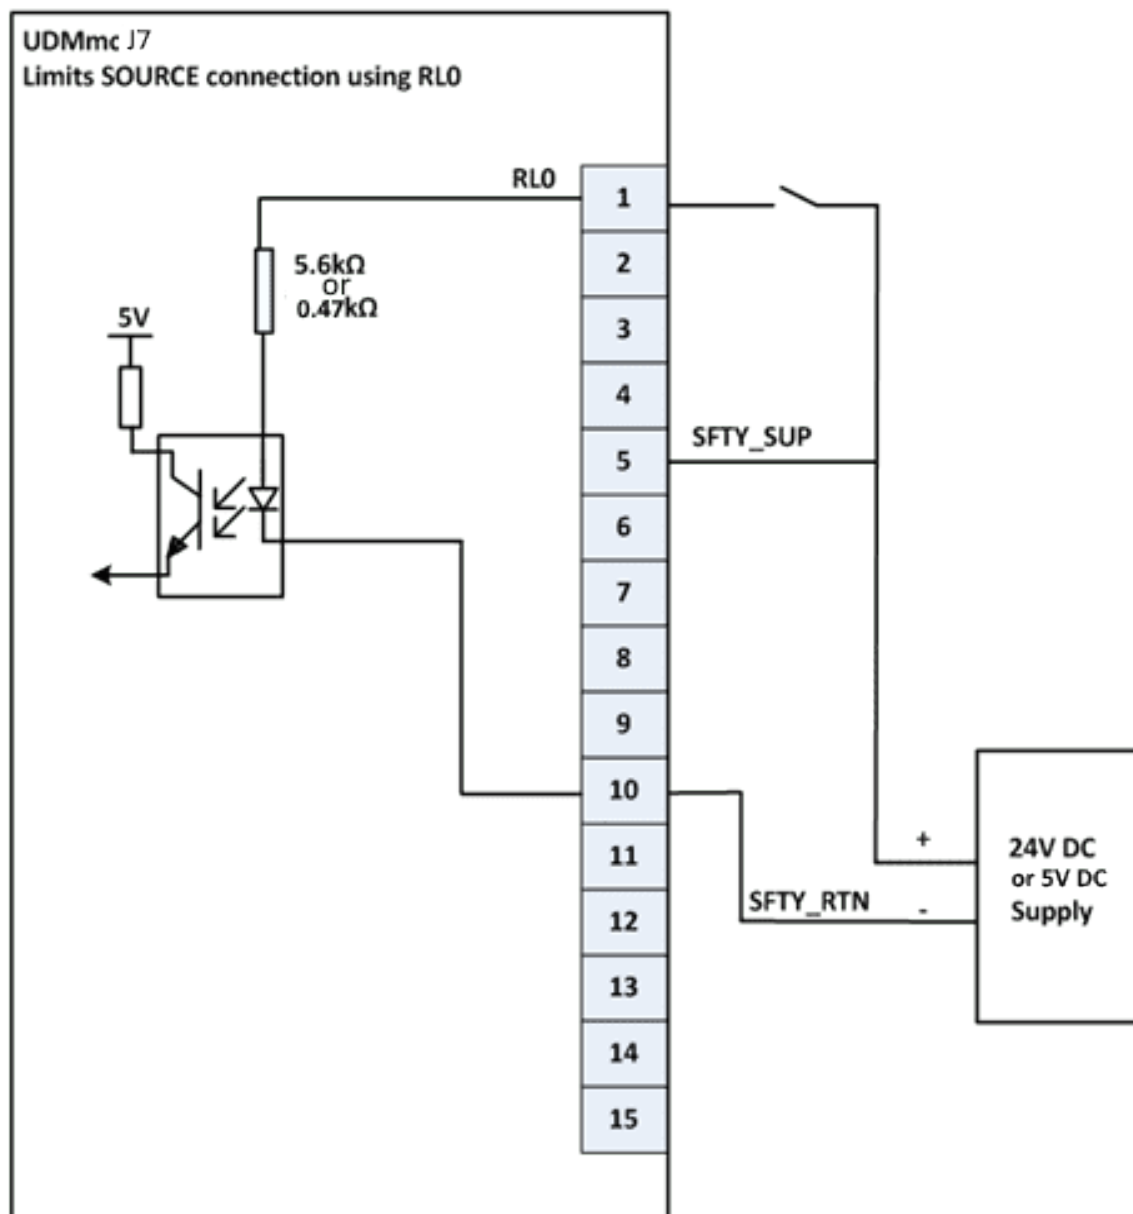 UDMmc J7
Limits SOURCE connection using RL0
RL0
1
5.6kΩ
or
0.47kΩ
2
3
5V
4
SFTY_SUP
5
6
7
8
9
10
+
24V DC
or 5V DC
Supply
11
SFTY_RTN
-
12
13
14
15